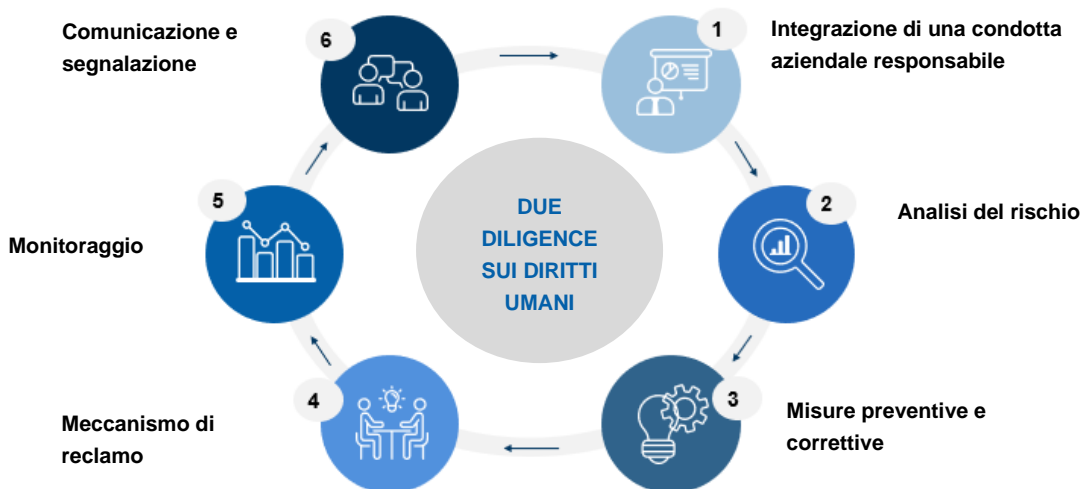 1
Integrazione di una condotta
aziendale responsabile
2
Analisi del rischio
3
Misure preventive e
correttive
4
Meccanismo di
reclamo
5
Monitoraggio
6
Comunicazione e
segnalazione
DUE
DILIGENCE
SUI DIRITTI
UMANI